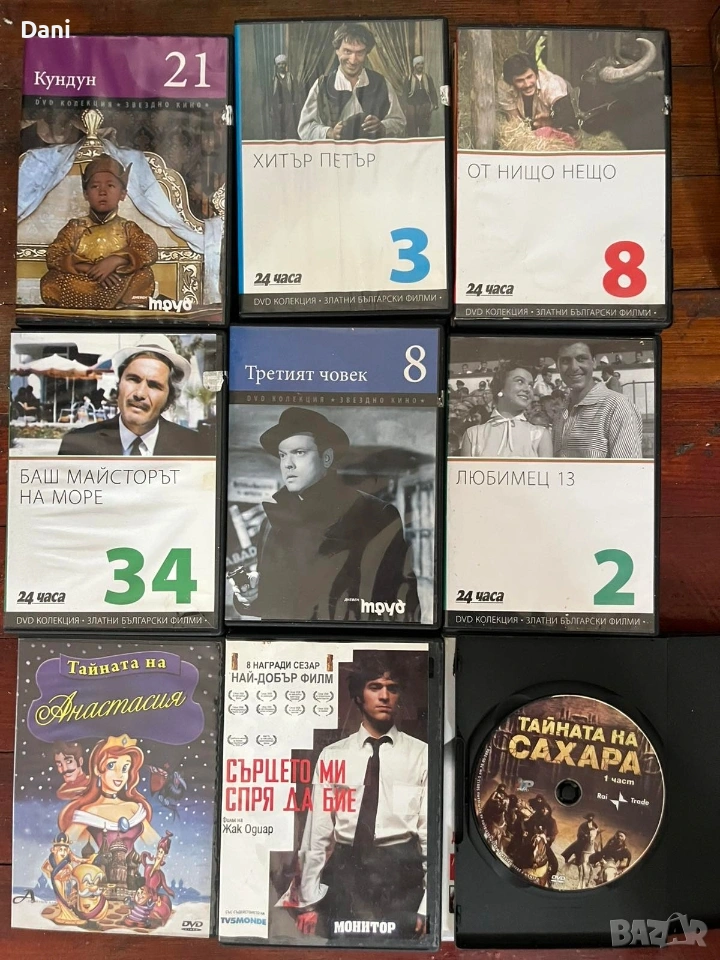 Dani
Кундун 21
DVD КОЛЕКЦИЯ • ЗВЕЗДНО КИНО •
дневен
труд
ХИТЪР ПЕТЪР
3
24 часа
DVD КОЛЕКЦИЯ • ЗЛАТНИ БЪЛГАРСКИ ФИЛМИ •
ОТ НИЩО НЕЩО
8
24 часа
DVD КОЛЕКЦИЯ • ЗЛАТНИ БЪЛГАРСКИ ФИЛМИ •
БАШ МАЙСТОРЪТ
НА МОРЕ
34
24 часа
DVD КОЛЕКЦИЯ • ЗЛАТНИ БЪЛГАРСКИ ФИЛМИ •
Третият човек 8
DVD КОЛЕКЦИЯ • ЗВЕЗДНО КИНО •
дневен
труд
ЛЮБИМЕЦ 13
2
24 часа
DVD КОЛЕКЦИЯ • ЗЛАТНИ БЪЛГАРСКИ ФИЛМИ •
Тайната на
Анастасия
DVD
8 НАГРАДИ СЕЗАР
НАЙ-ДОБЪР ФИЛМ
СЪРЦЕТО МИ
СПРЯ ДА БИЕ
Филм на
Жак Одиар
TV5MONDE
МОНИТОР
ТАЙНАТА НА
САХАРА
1 част
Rai Trade
BAZAR